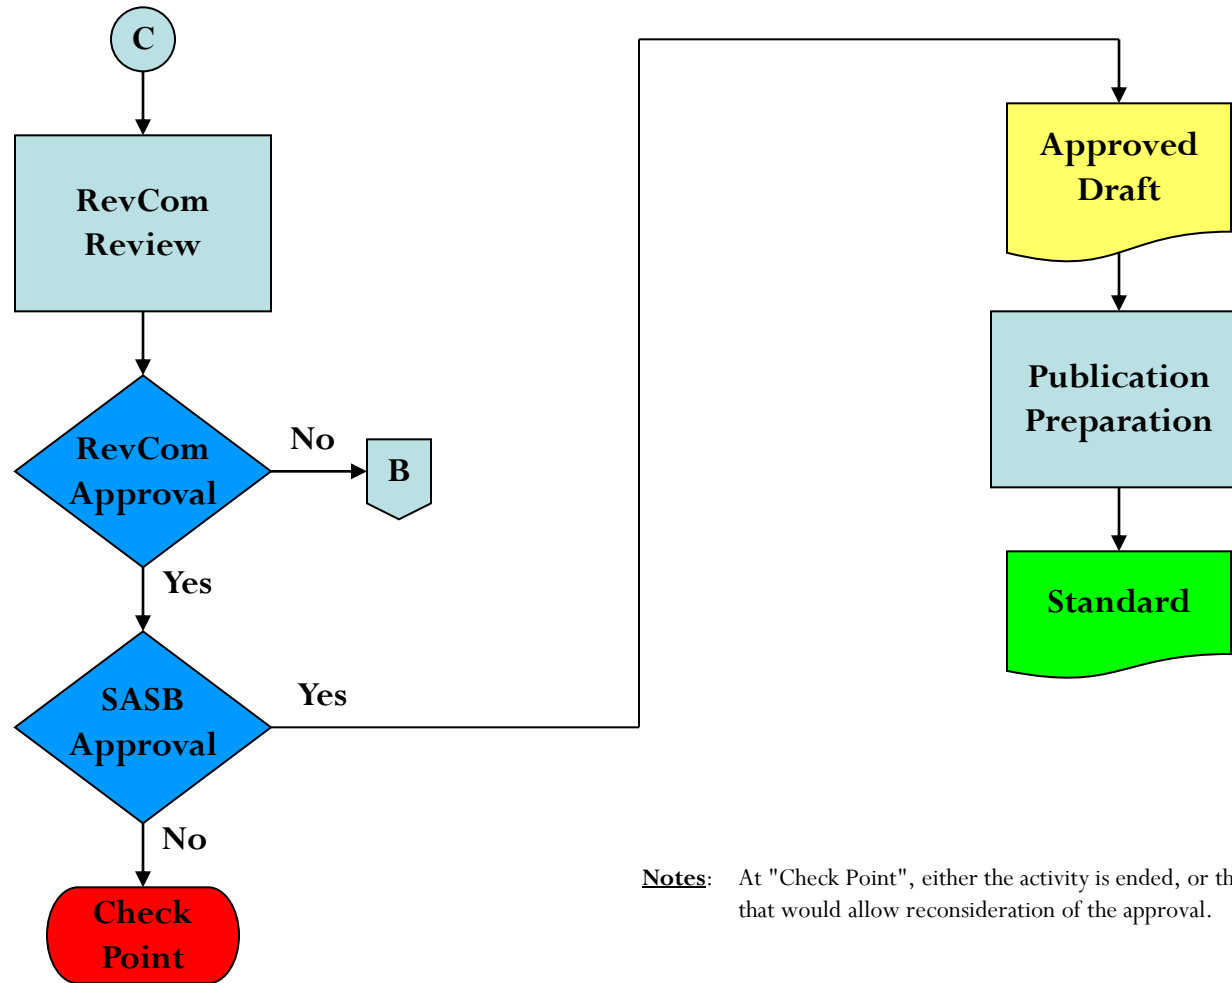 C
RevCom
Review
RevCom
Approval
No
B
Yes
SASB
Approval
Yes
No
Check
Point
Approved
Draft
Publication
Preparation
Standard
Notes: At "Check Point", either the activity is ended, or
that would allow reconsideration of the approval.